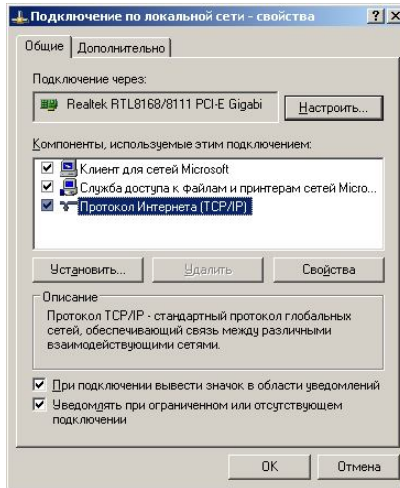 Подключение по локальной сети - свойства
Общие
Дополнительно
Подключение через:
Realtek RTL8168/8111 PCI-E Gigabi
Настроить...
Компоненты, используемые этим подключением:
Клиент для сетей Microsoft
Служба доступа к файлам и принтерам сетей Micro...
Протокол Интернета (TCP/IP)
Установить...
Удалить
Свойства
Описание
Протокол TCP/IP - стандартный протокол глобальных
сетей, обеспечивающий связь между различными
взаимодействующими сетями.
При подключении вывести значок в области уведомлений
Уведомлять при ограниченном или отсутствующем
подключении
OK
Отмена